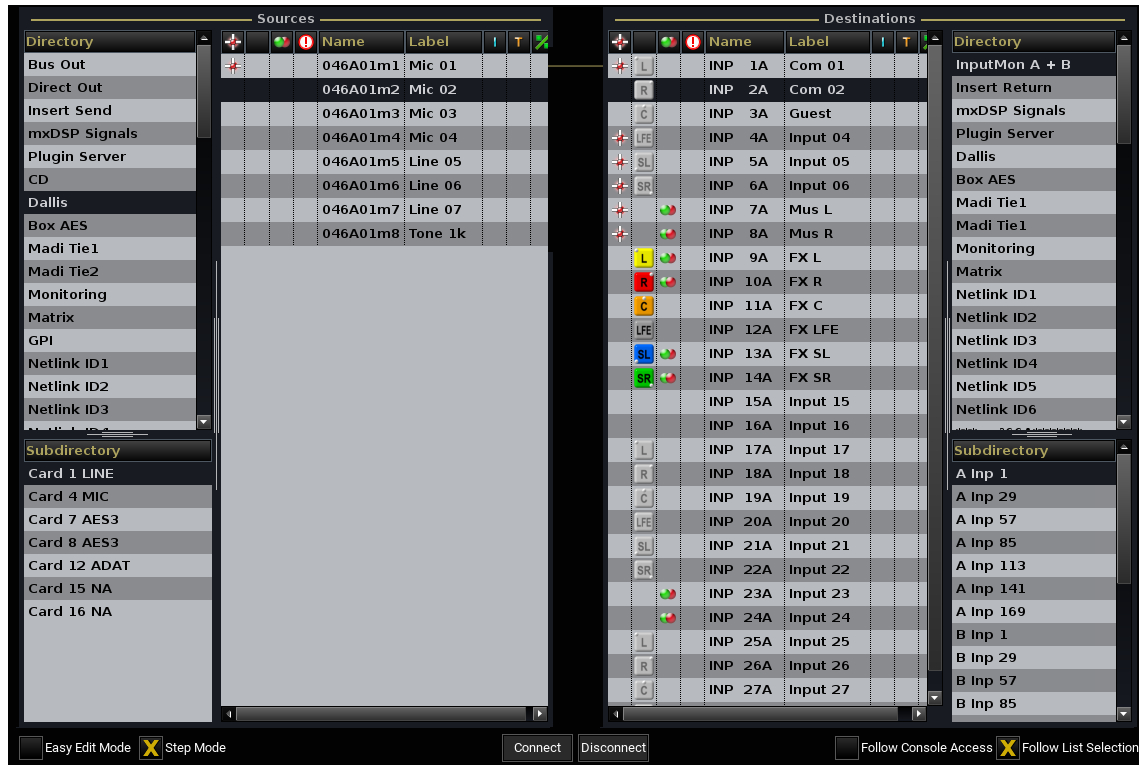 Sources
Directory
Bus Out
Direct Out
Insert Send
mxDSP Signals
Plugin Server
CD
Dallis
Box AES
Madi Tie1
Madi Tie2
Monitoring
Matrix
GPI
Netlink ID1
Netlink ID2
Netlink ID3
Subdirectory
Card 1 LINE
Card 4 MIC
Card 7 AES3
Card 8 AES3
Card 12 ADAT
Card 15 NA
Card 16 NA
Name Label I T
046A01m1 Mic 01
046A01m2 Mic 02
046A01m3 Mic 03
046A01m4 Mic 04
046A01m5 Line 05
046A01m6 Line 06
046A01m7 Line 07
046A01m8 Tone 1k
Destinations
Name Label I T
L INP 1A Com 01
R INP 2A Com 02
C INP 3A Guest
LFE INP 4A Input 04
SL INP 5A Input 05
SR INP 6A Input 06
INP 7A Mus L
INP 8A Mus R
L INP 9A FX L
R INP 10A FX R
C INP 11A FX C
LFE INP 12A FX LFE
SL INP 13A FX SL
SR INP 14A FX SR
INP 15A Input 15
INP 16A Input 16
L INP 17A Input 17
R INP 18A Input 18
C INP 19A Input 19
LFE INP 20A Input 20
SL INP 21A Input 21
SR INP 22A Input 22
INP 23A Input 23
INP 24A Input 24
L INP 25A Input 25
R INP 26A Input 26
C INP 27A Input 27
Directory
InputMon A + B
Insert Return
mxDSP Signals
Plugin Server
Dallis
Box AES
Madi Tie1
Madi Tie1
Monitoring
Matrix
Netlink ID1
Netlink ID2
Netlink ID3
Netlink ID4
Netlink ID5
Netlink ID6
Subdirectory
A Inp 1
A Inp 29
A Inp 57
A Inp 85
A Inp 113
A Inp 141
A Inp 169
B Inp 1
B Inp 29
B Inp 57
B Inp 85
Easy Edit Mode X Step Mode Connect Disconnect Follow Console Access X Follow List Selection